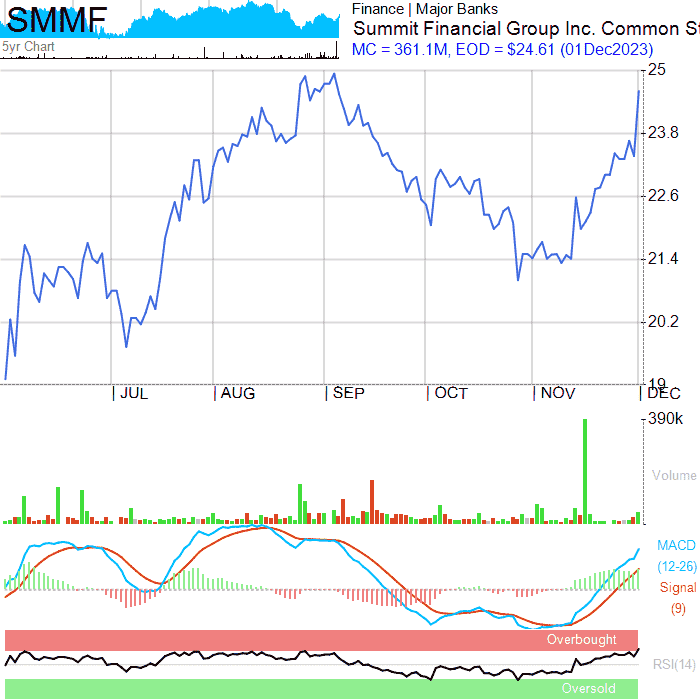 SMMF
5yr Chart
Finance | Major Banks
Summit Financial Group Inc. Common St
MC = 361.1M, EOD = $24.61 (01Dec2023)
25
23.8
22.6
21.4
20.2
19
JUL AUG SEP OCT NOV DEC
390k
Volume
MACD
(12-26)
Signal
(9)
Overbought
RSI(14)
Oversold